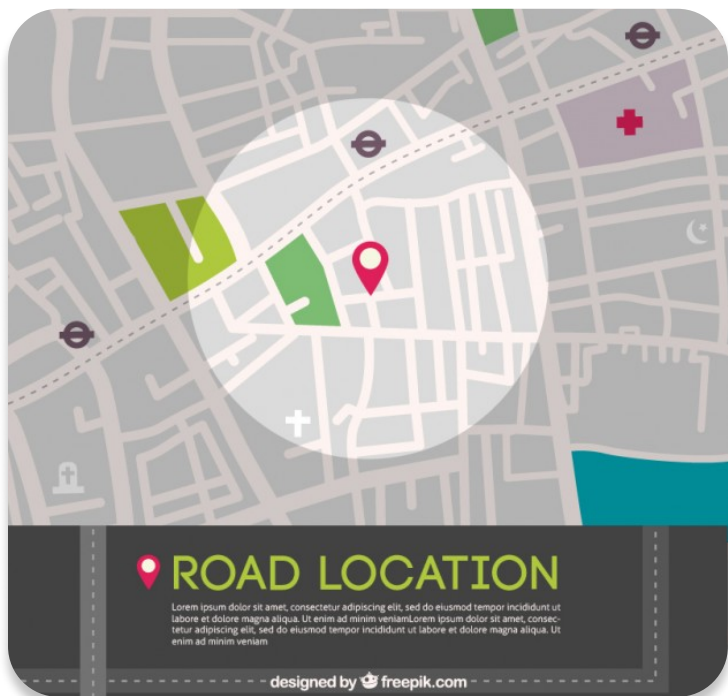 ROAD LOCATION
Lorem ipsum dolor sit amet, consectetur adipiscing elit, sed do eiusmod tempor incididunt ut
labore et dolore magna aliqua. Ut enim ad minim veniamLorem ipsum dolor sit amet, consec-
tetur adipiscing elit, sed do eiusmod tempor incididunt ut labore et dolore magna aliqua. Ut
enim ad minim veniam
designed by freepik.com